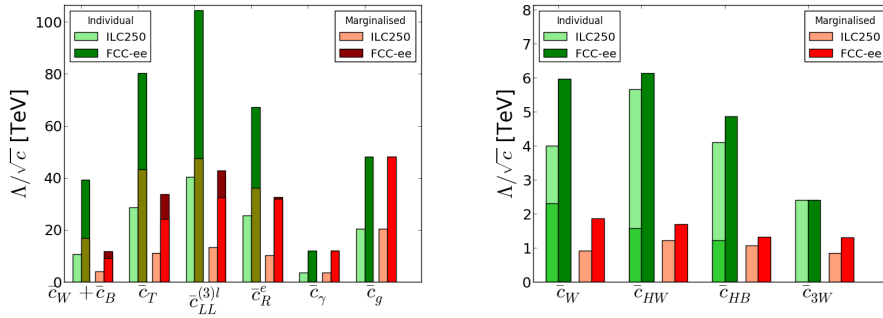 Λ/√c [TeV]
100
80
60
40
20
0
Individual
ILC250
FCC-ee
Marginalised
ILC250
FCC-ee
c̄_W + c̄_B
c̄_T
c̄_LL^(3)l
c̄_R^e
c̄_γ
c̄_g
Λ/√c [TeV]
8
7
6
5
4
3
2
1
0
Individual
ILC250
FCC-ee
Marginalised
ILC250
FCC-ee
c̄_W
c̄_HW
c̄_HB
c̄_3W